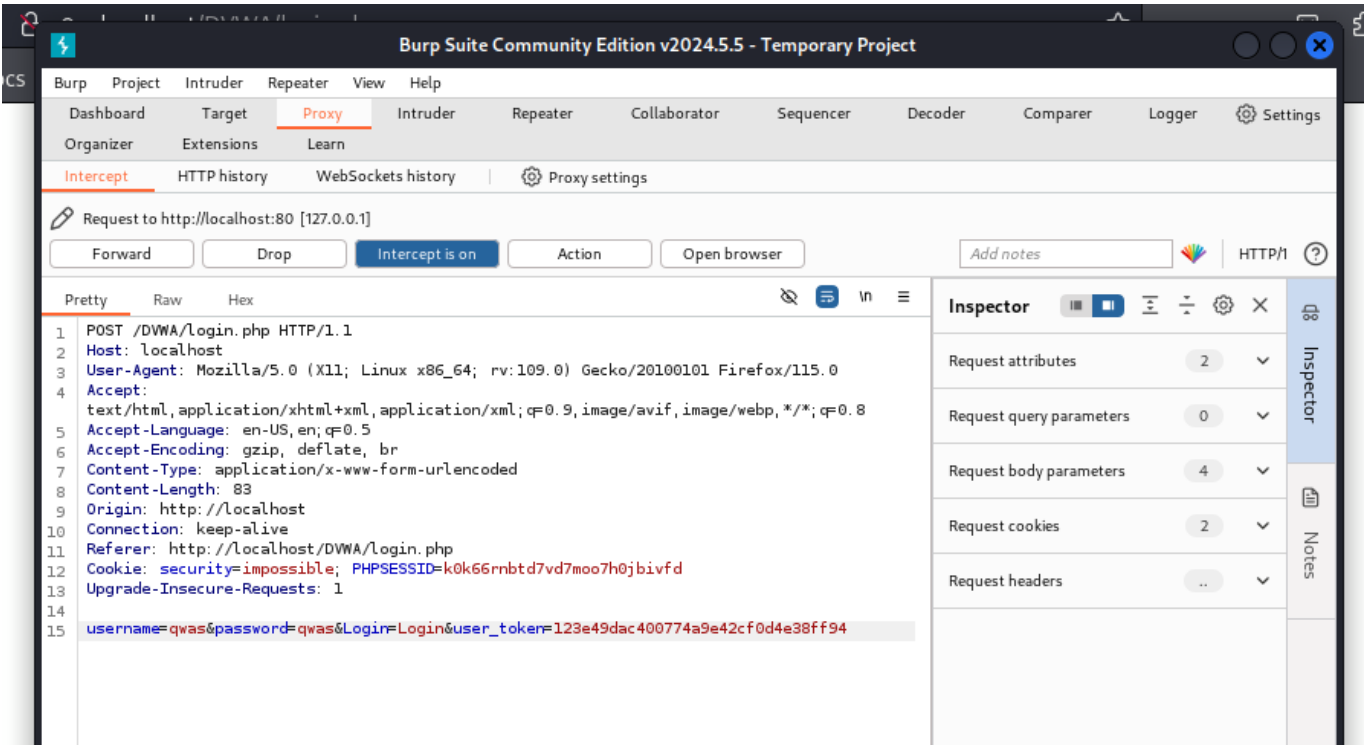 ocs
Burp Suite Community Edition v2024.5.5 - Temporary Project
Burp Project Intruder Repeater View Help
Dashboard Target Proxy Intruder Repeater Collaborator Sequencer Decoder Comparer Logger Settings
Organizer Extensions Learn
Intercept HTTP history WebSockets history Proxy settings
Request to http://localhost:80 [127.0.0.1]
Forward Drop Intercept is on Action Open browser Add notes HTTP/1
Pretty Raw Hex \n
1 POST /DVWA/login.php HTTP/1.1
2 Host: localhost
3 User-Agent: Mozilla/5.0 (X11; Linux x86_64; rv:109.0) Gecko/20100101 Firefox/115.0
4 Accept:
text/html,application/xhtml+xml,application/xml;q=0.9,image/avif,image/webp,*/*;q=0.8
5 Accept-Language: en-US,en;q=0.5
6 Accept-Encoding: gzip, deflate, br
7 Content-Type: application/x-www-form-urlencoded
8 Content-Length: 83
9 Origin: http://localhost
10 Connection: keep-alive
11 Referer: http://localhost/DVWA/login.php
12 Cookie: security=impossible; PHPSESSID=k0k66rnbtd7vd7moo7h0jbivfd
13 Upgrade-Insecure-Requests: 1
14
15 username=qwas&password=qwas&Login=Login&user_token=123e49dac400774a9e42cf0d4e38ff94
Inspector
Request attributes 2
Request query parameters 0
Request body parameters 4
Request cookies 2
Request headers ..
Inspector
Notes